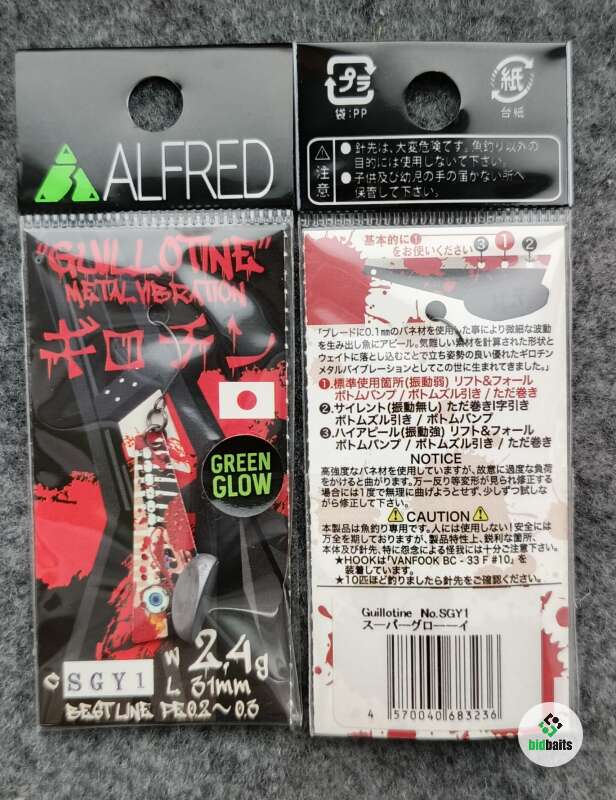 ALFRED
"GUILLOTINE"
METAL VIBRATION
ギロチン
GREEN
GLOW
C SGY1
W 2.4g
L 31mm
BEST LINE PE0.2～0.3
プラ
袋:PP
紙
台紙
注意
●針先は、大変危険です。魚釣り以外の
目的には使用しないで下さい。
●子供及び幼児の手の届かない所へ
保管して下さい。
基本的に①
をお使いください
③ ① ②
「ブレードに0.1mmのバネ材を使用した事により微細な波動
を生み出し魚にアピール。気難しい素材を計算された形状と
ウェイトに落とし込むことで立ち姿勢の良い優れたギロチン
メタルバイブレーションとしてこの世に生まれてきました。」
①.標準使用箇所(振動弱) リフト&フォール
ボトムバンプ / ボトムズル引き / ただ巻き
②.サイレント(振動無し) ただ巻きI字引き
ボトムズル引き / ボトムバンプ
③.ハイアピール(振動強) リフト&フォール
ボトムバンプ / ボトムズル引き / ただ巻き
NOTICE
高強度なバネ材を使用していますが、故意に過度な負荷
をかけると曲がります。万一反り等変形が見られ修正する
場合には1度で無理に曲げようとせず、少しずつ試しな
がら修正して下さい。
CAUTION
本製品は魚釣り専用です。人には使用しない!安全には
万全を期しておりますが、製品特性上、鋭利な箇所、
本体及び針先、特に怨念による怪我には十分ご注意下さい。
★HOOKは「VANFOOK BC - 33 F #10」を
装着しています。
★10匹ほど釣りましたら針先をご確認ください。
Guillotine No.SGY1
スーパーグローーイ
4 570040 683236
bidbaits